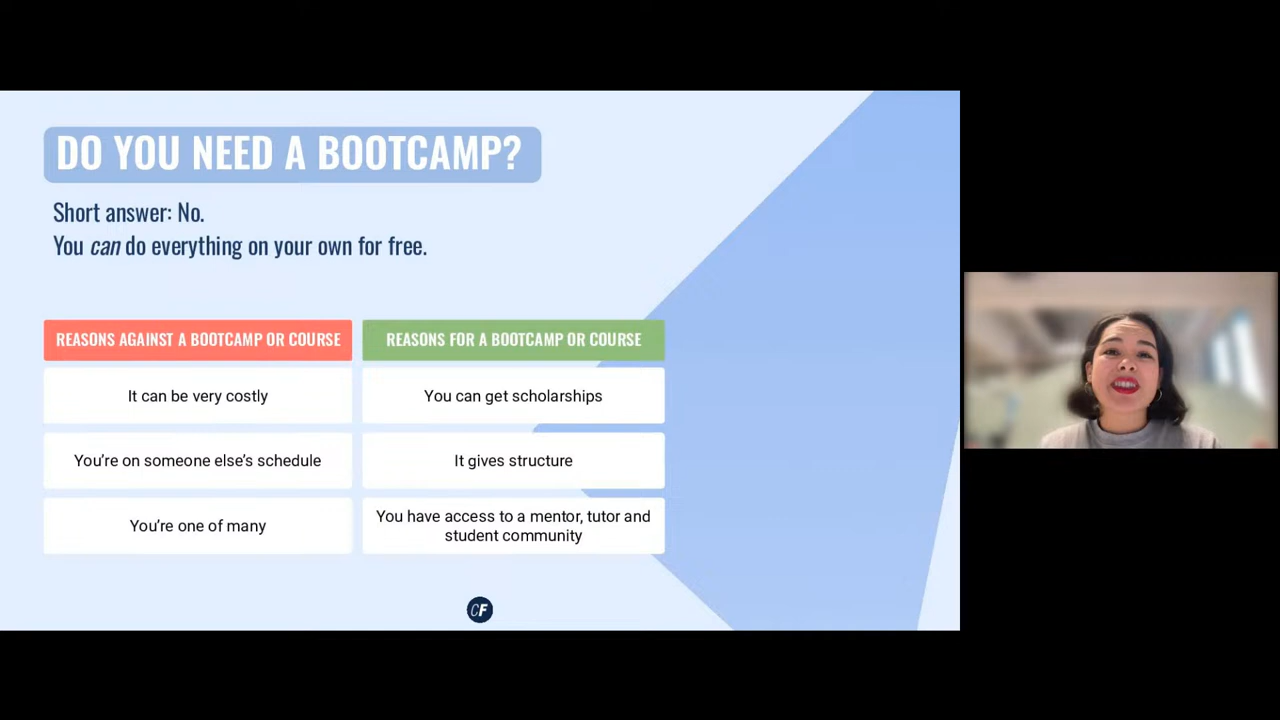 DO YOU NEED A BOOTCAMP?
Short answer: No.
You can do everything on your own for free.
REASONS AGAINST A BOOTCAMP OR COURSE
REASONS FOR A BOOTCAMP OR COURSE
It can be very costly
You can get scholarships
You're on someone else's schedule
It gives structure
You're one of many
You have access to a mentor, tutor and
student community
CF